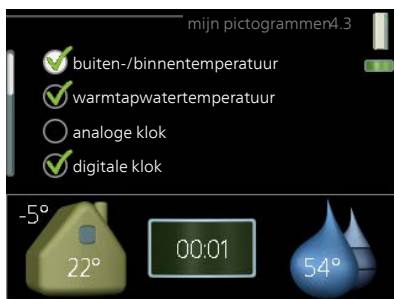 mijn pictogrammen4.3
buiten-/binnentemperatuur
warmtapwatertemperatuur
analoge klok
digitale klok
-5°
22°
00:01
54°